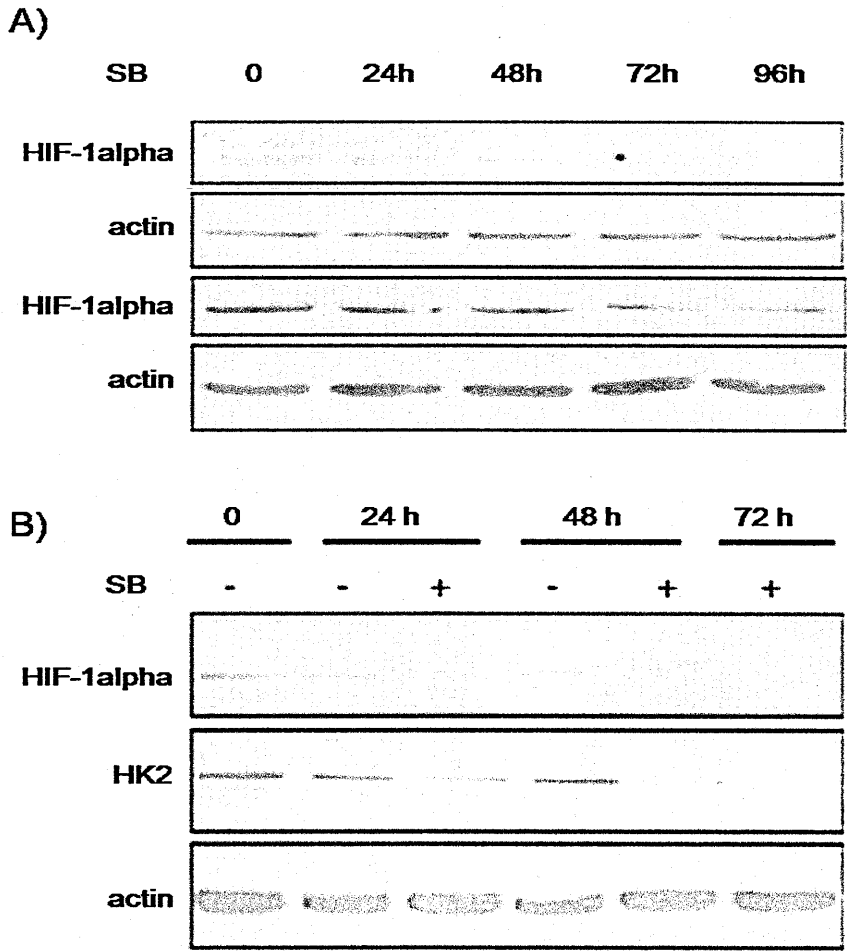 A)
SB 0 24h 48h 72h 96h
HIF-1alpha
actin
HIF-1alpha
actin
B)
0 24 h 48 h 72 h
SB - - + - + +
HIF-1alpha
HK2
actin